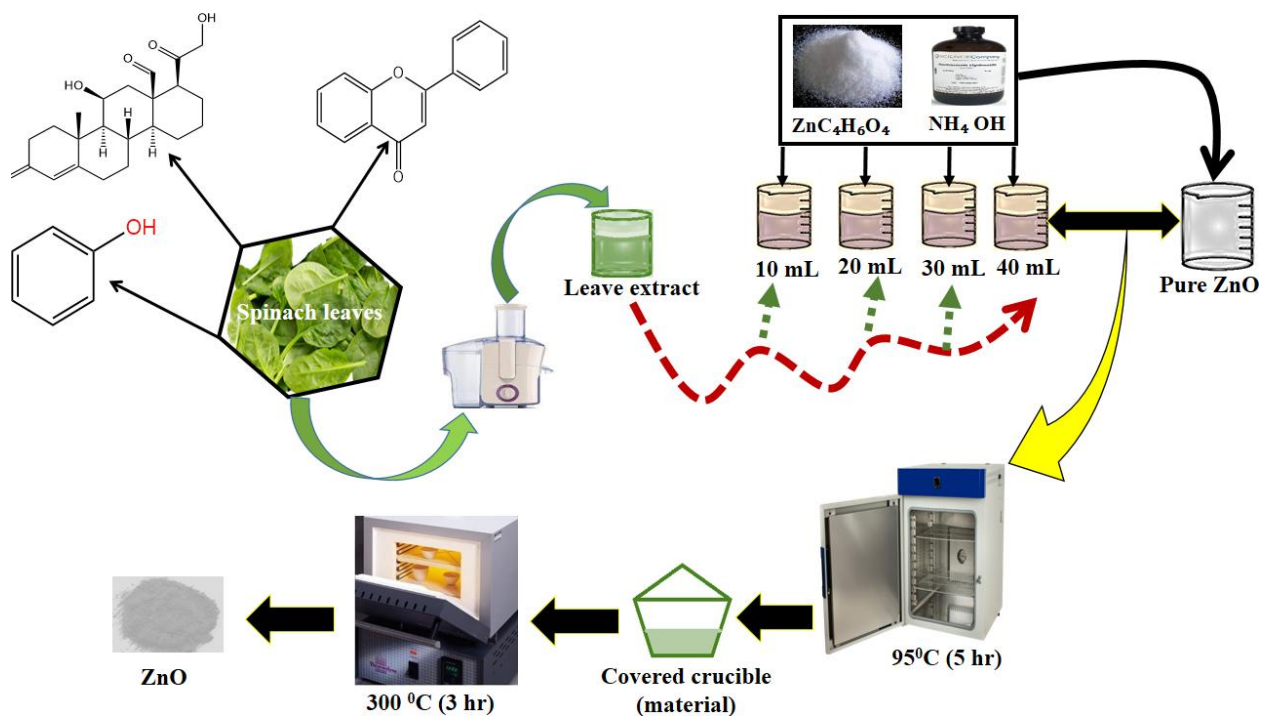 OH
O
O
HO
H
H
H
H
O
O
OH
Spinach leaves
Leave extract
ZnC₄H₆O₄
NH₄ OH
10 mL
20 mL
30 mL
40 mL
Pure ZnO
95⁰C (5 hr)
Covered crucible
(material)
300 ⁰C (3 hr)
ZnO